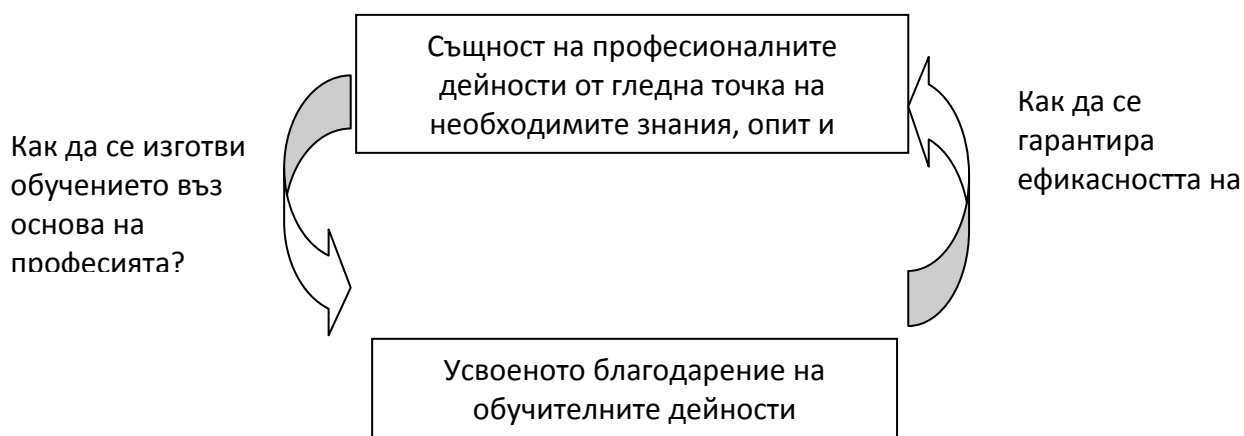 Същност на професионалните
дейности от гледна точка на
необходимите знания, опит и
Как да се изготви
обучението въз
основа на
професията?
Как да се
гарантира
ефикасността на
Усвоеното благодарение на
обучителните дейности